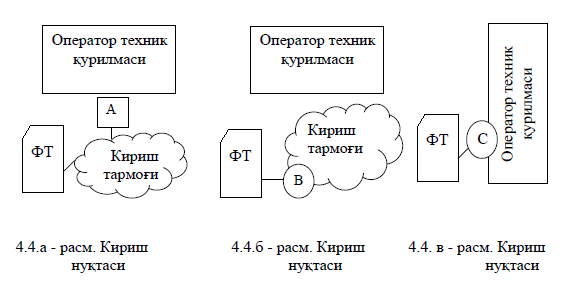 Оператор техник
қурилмаси
А
ФТ
Кириш
тармоғи
4.4.а - расм. Кириш
нуқтаси
Оператор техник
қурилмаси
ФТ
Кириш
тармоғи
В
4.4.б - расм. Кириш
нуқтаси
ФТ
С
Оператор техник
қурилмаси
4.4. в - расм. Кириш
нуқтаси